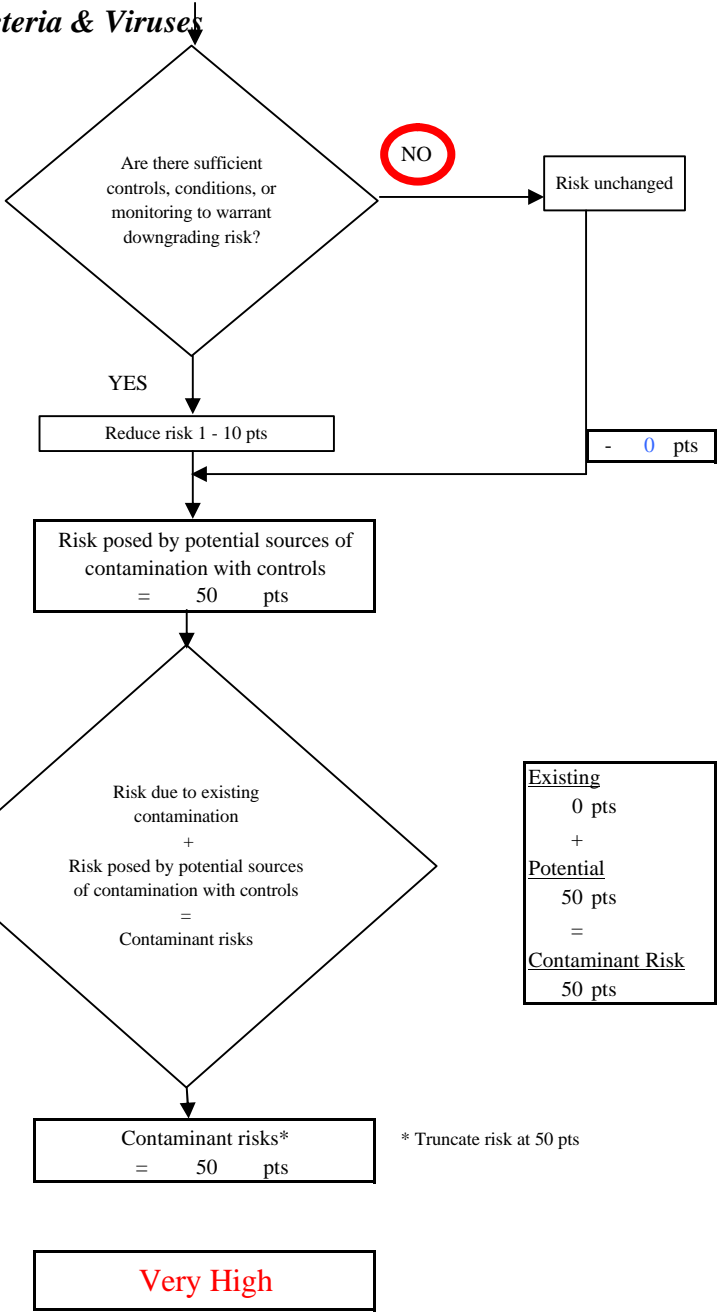 & Viruses
Are there sufficient
controls, conditions, or
monitoring to warrant
downgrading risk?
NO
Risk unchanged
YES
Reduce risk 1 - 10 pts
- 0 pts
Risk posed by potential sources of
contamination with controls
= 50 pts
Risk due to existing
contamination
+
Risk posed by potential sources
of contamination with controls
=
Contaminant risks
Existing
0 pts
+
Potential
50 pts
=
Contaminant Risk
50 pts
Contaminant risks*
= 50 pts
* Truncate risk at 50 pts
Very High